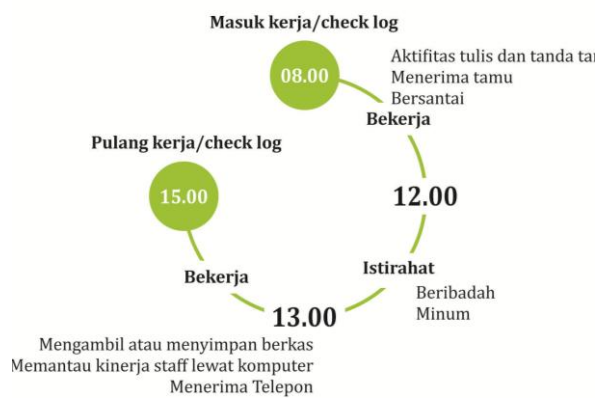 Masuk kerja/check log
08.00
Aktifitas tulis dan tanda
Menerima tamu
Bersantai
Bekerja
12.00
Istirahat
Beribadah
Minum
13.00
Bekerja
Mengambil atau menyimpan berkas
Memantau kinerja staff lewat komputer
Menerima Telepon
15.00
Pulang kerja/check log